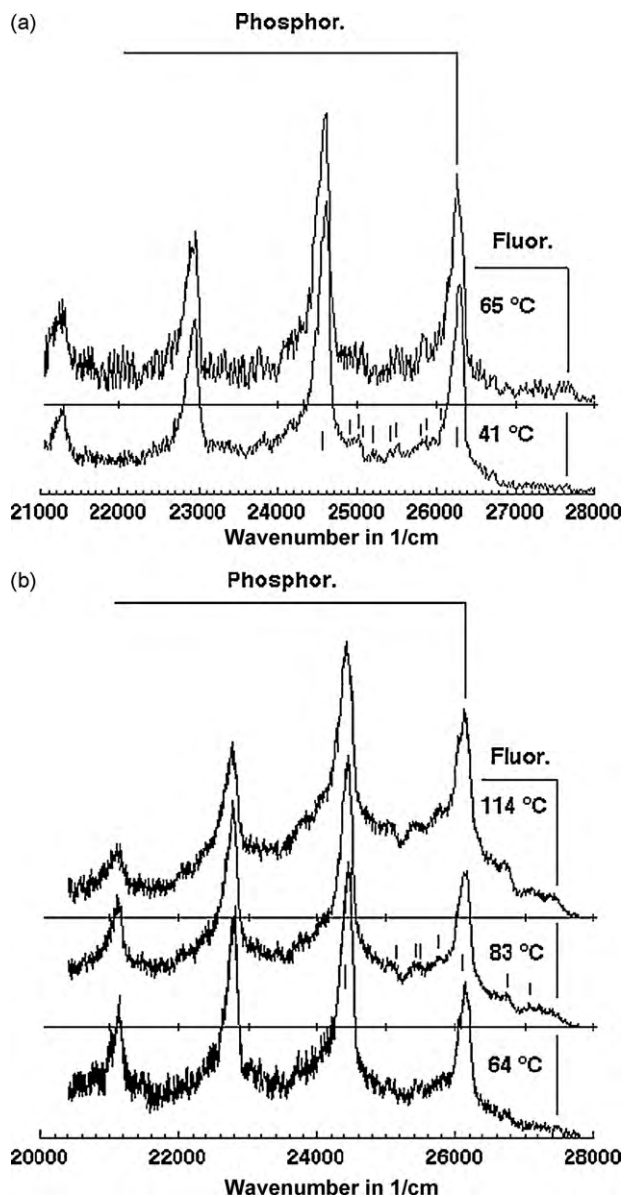 (a)
Phosphor.
Fluor.
65 °C
41 °C
21000 22000 23000 24000 25000 26000 27000 28000
Wavenumber in 1/cm
(b)
Phosphor.
Fluor.
114 °C
83 °C
64 °C
20000 22000 24000 26000 28000
Wavenumber in 1/cm